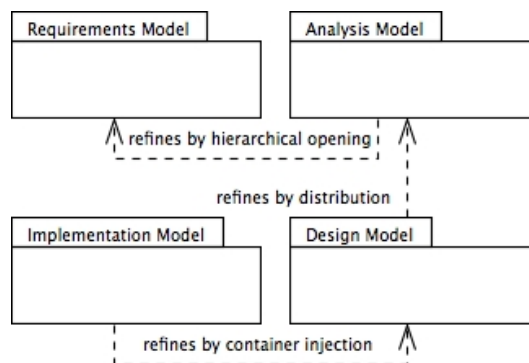 Requirements Model
Analysis Model
refines by hierarchical opening
refines by distribution
Implementation Model
Design Model
refines by container injection